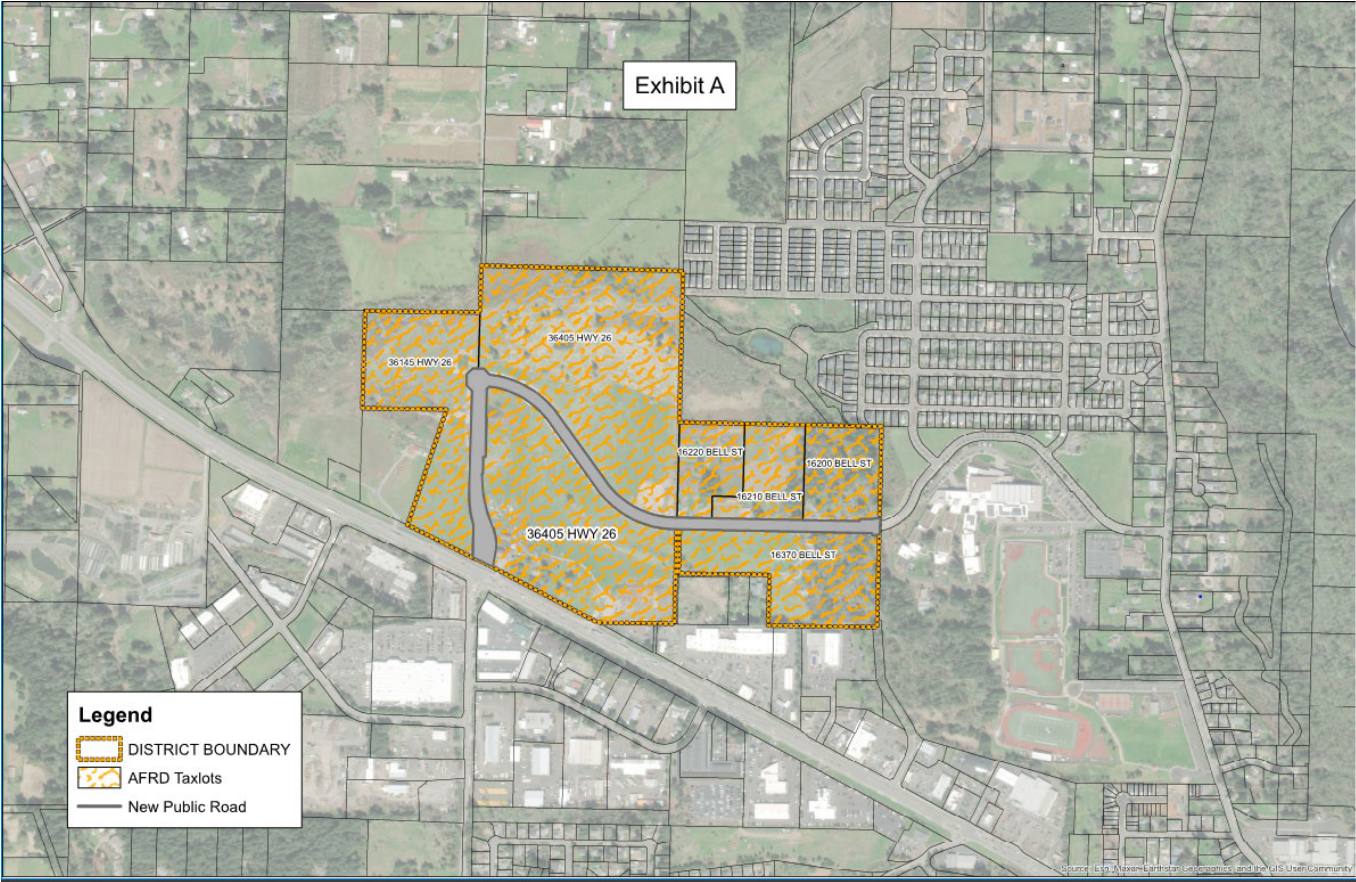 Exhibit A
36405 HWY 26
36145 HWY 26
16220 BELL ST
16200 BELL ST
16210 BELL ST
36405 HWY 26
16370 BELL ST
Legend
DISTRICT BOUNDARY
AFRD Taxlots
New Public Road
Source: Esri, Maxar, Earthstar Geographics, and the GIS User Community